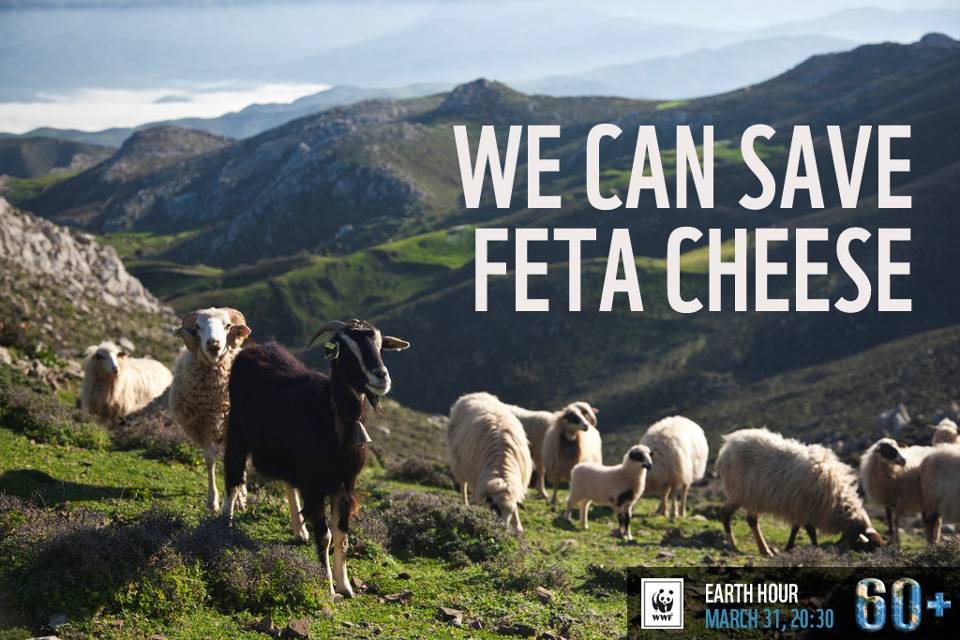 WE CAN SAVE
FETA CHEESE
WWF
EARTH HOUR
MARCH 31, 20:30
60+